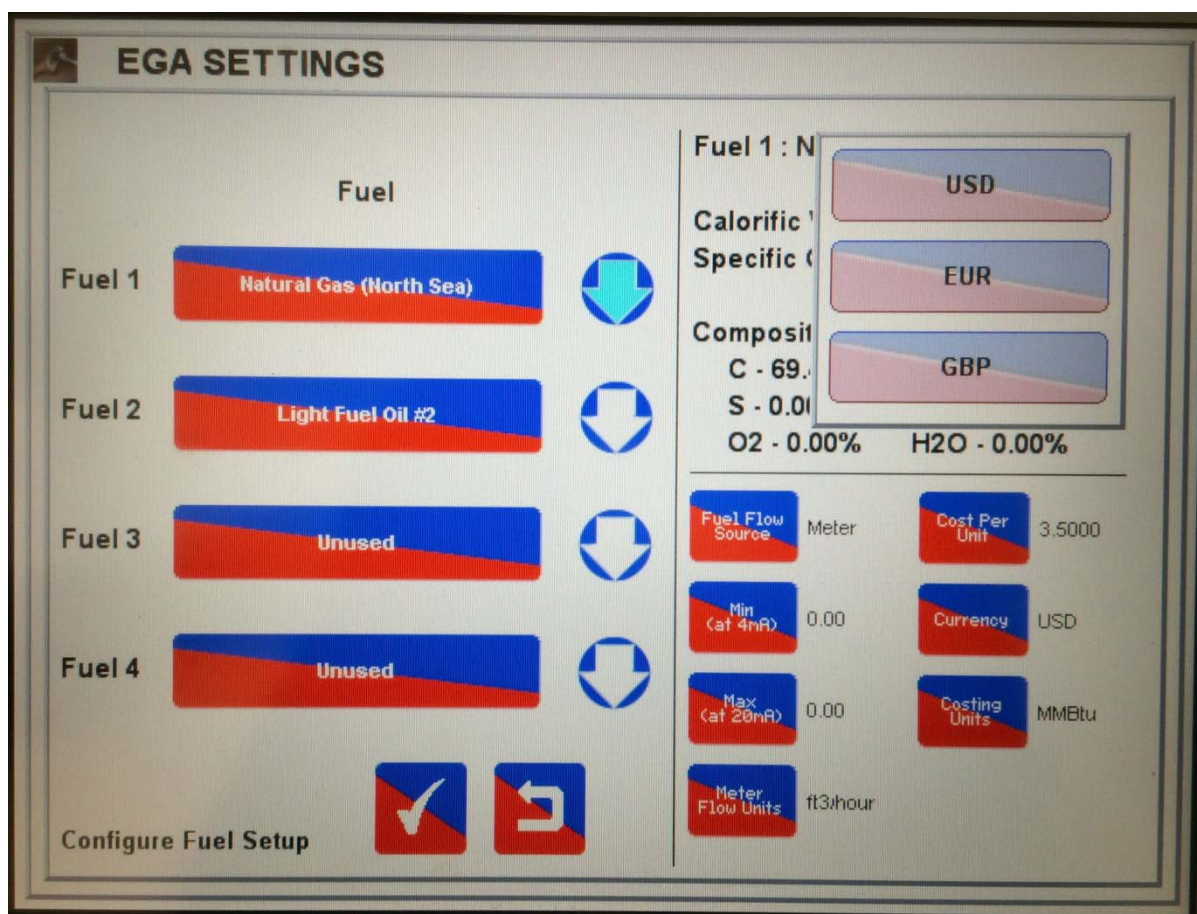 EGA SETTINGS
Fuel
Fuel 1
Natural Gas (North Sea)
Fuel 2
Light Fuel Oil #2
Fuel 3
Unused
Fuel 4
Unused
Configure Fuel Setup
Fuel 1 : N
Calorific
Specific
Composit
C - 69.
S - 0.0
O2 - 0.00% H2O - 0.00%
USD
EUR
GBP
Fuel Flow
Source
Meter
Cost Per
Unit
3.5000
Min
(at 4mA)
0.00
Currency
USD
Max
(at 20mA)
0.00
Costing
Units
MMBtu
Meter
Flow Units
ft3/hour